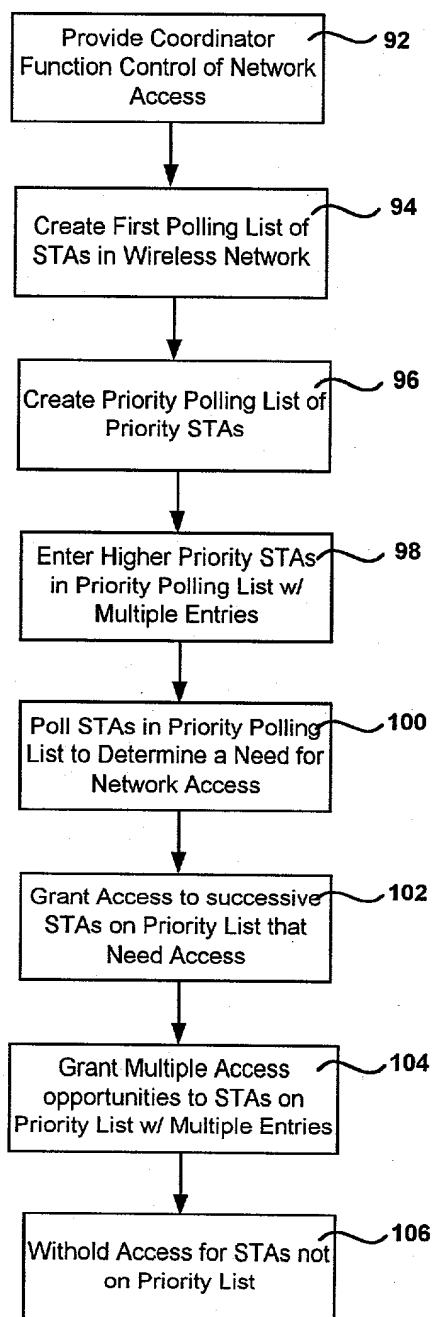 Provide Coordinator
Function Control of Network
Access
92
Create First Polling List of
STAs in Wireless Network
94
Create Priority Polling List of
Priority STAs
96
Enter Higher Priority STAs
in Priority Polling List w/
Multiple Entries
98
Poll STAs in Priority Polling
List to Determine a Need for
Network Access
100
Grant Access to successive
STAs on Priority List that
Need Access
102
Grant Multiple Access
opportunities to STAs on
Priority List w/ Multiple Entries
104
Withold Access for STAs not
on Priority List
106